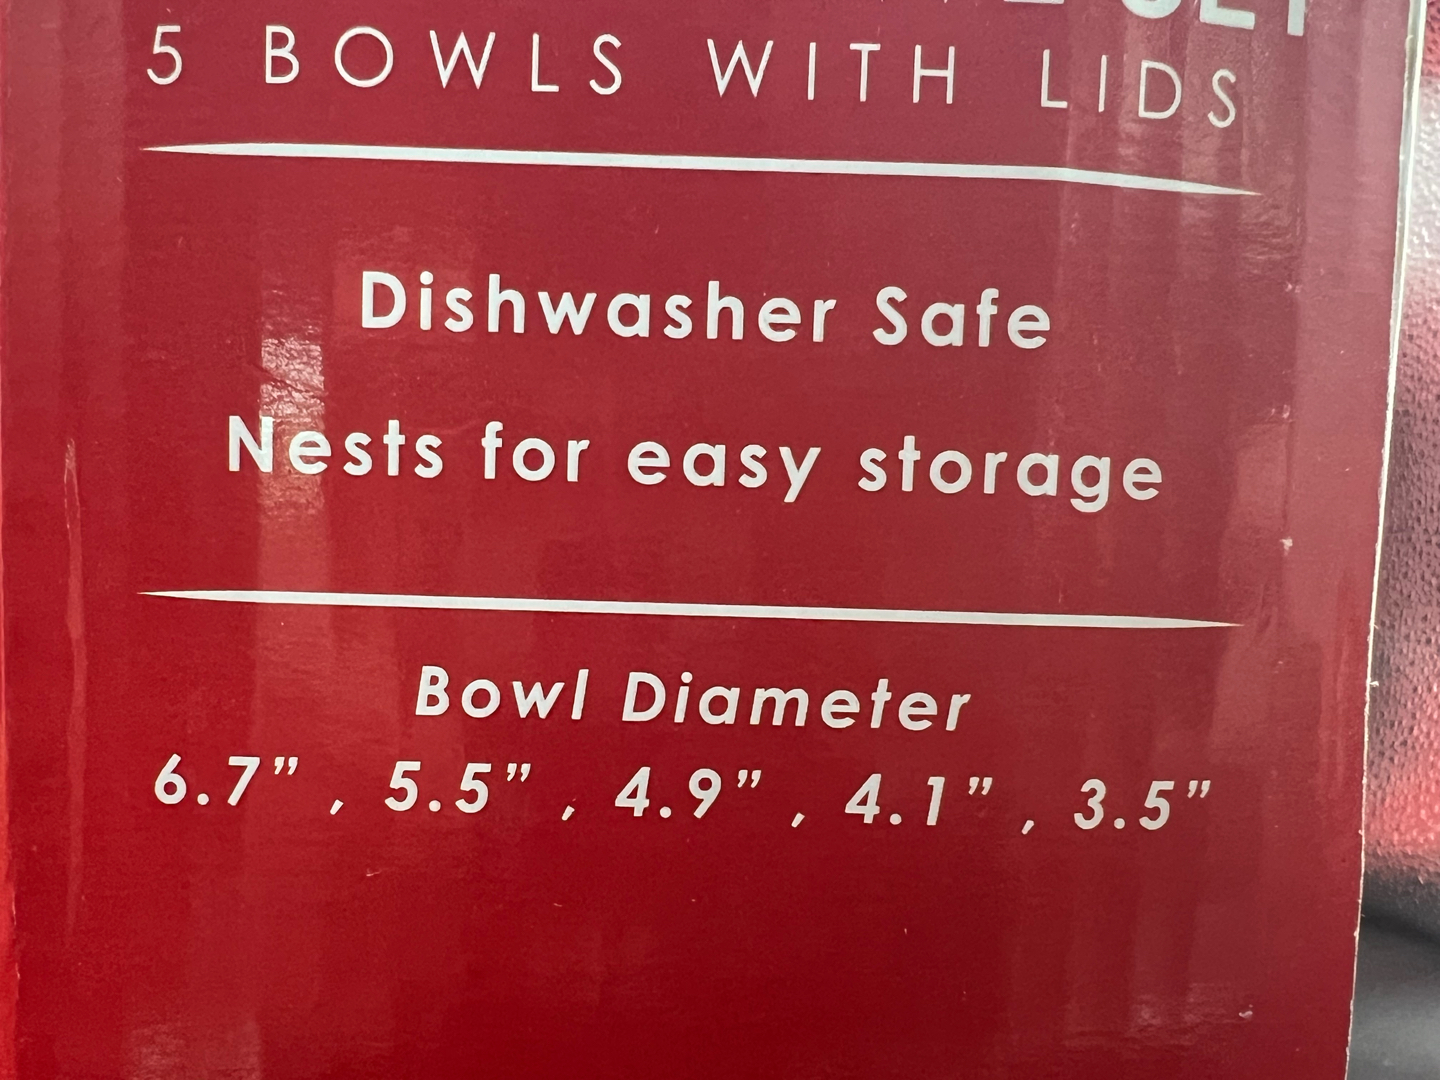 SET
5 BOWLS WITH LIDS
Dishwasher Safe
Nests for easy storage
Bowl Diameter
6.7” , 5.5” , 4.9” , 4.1” , 3.5”